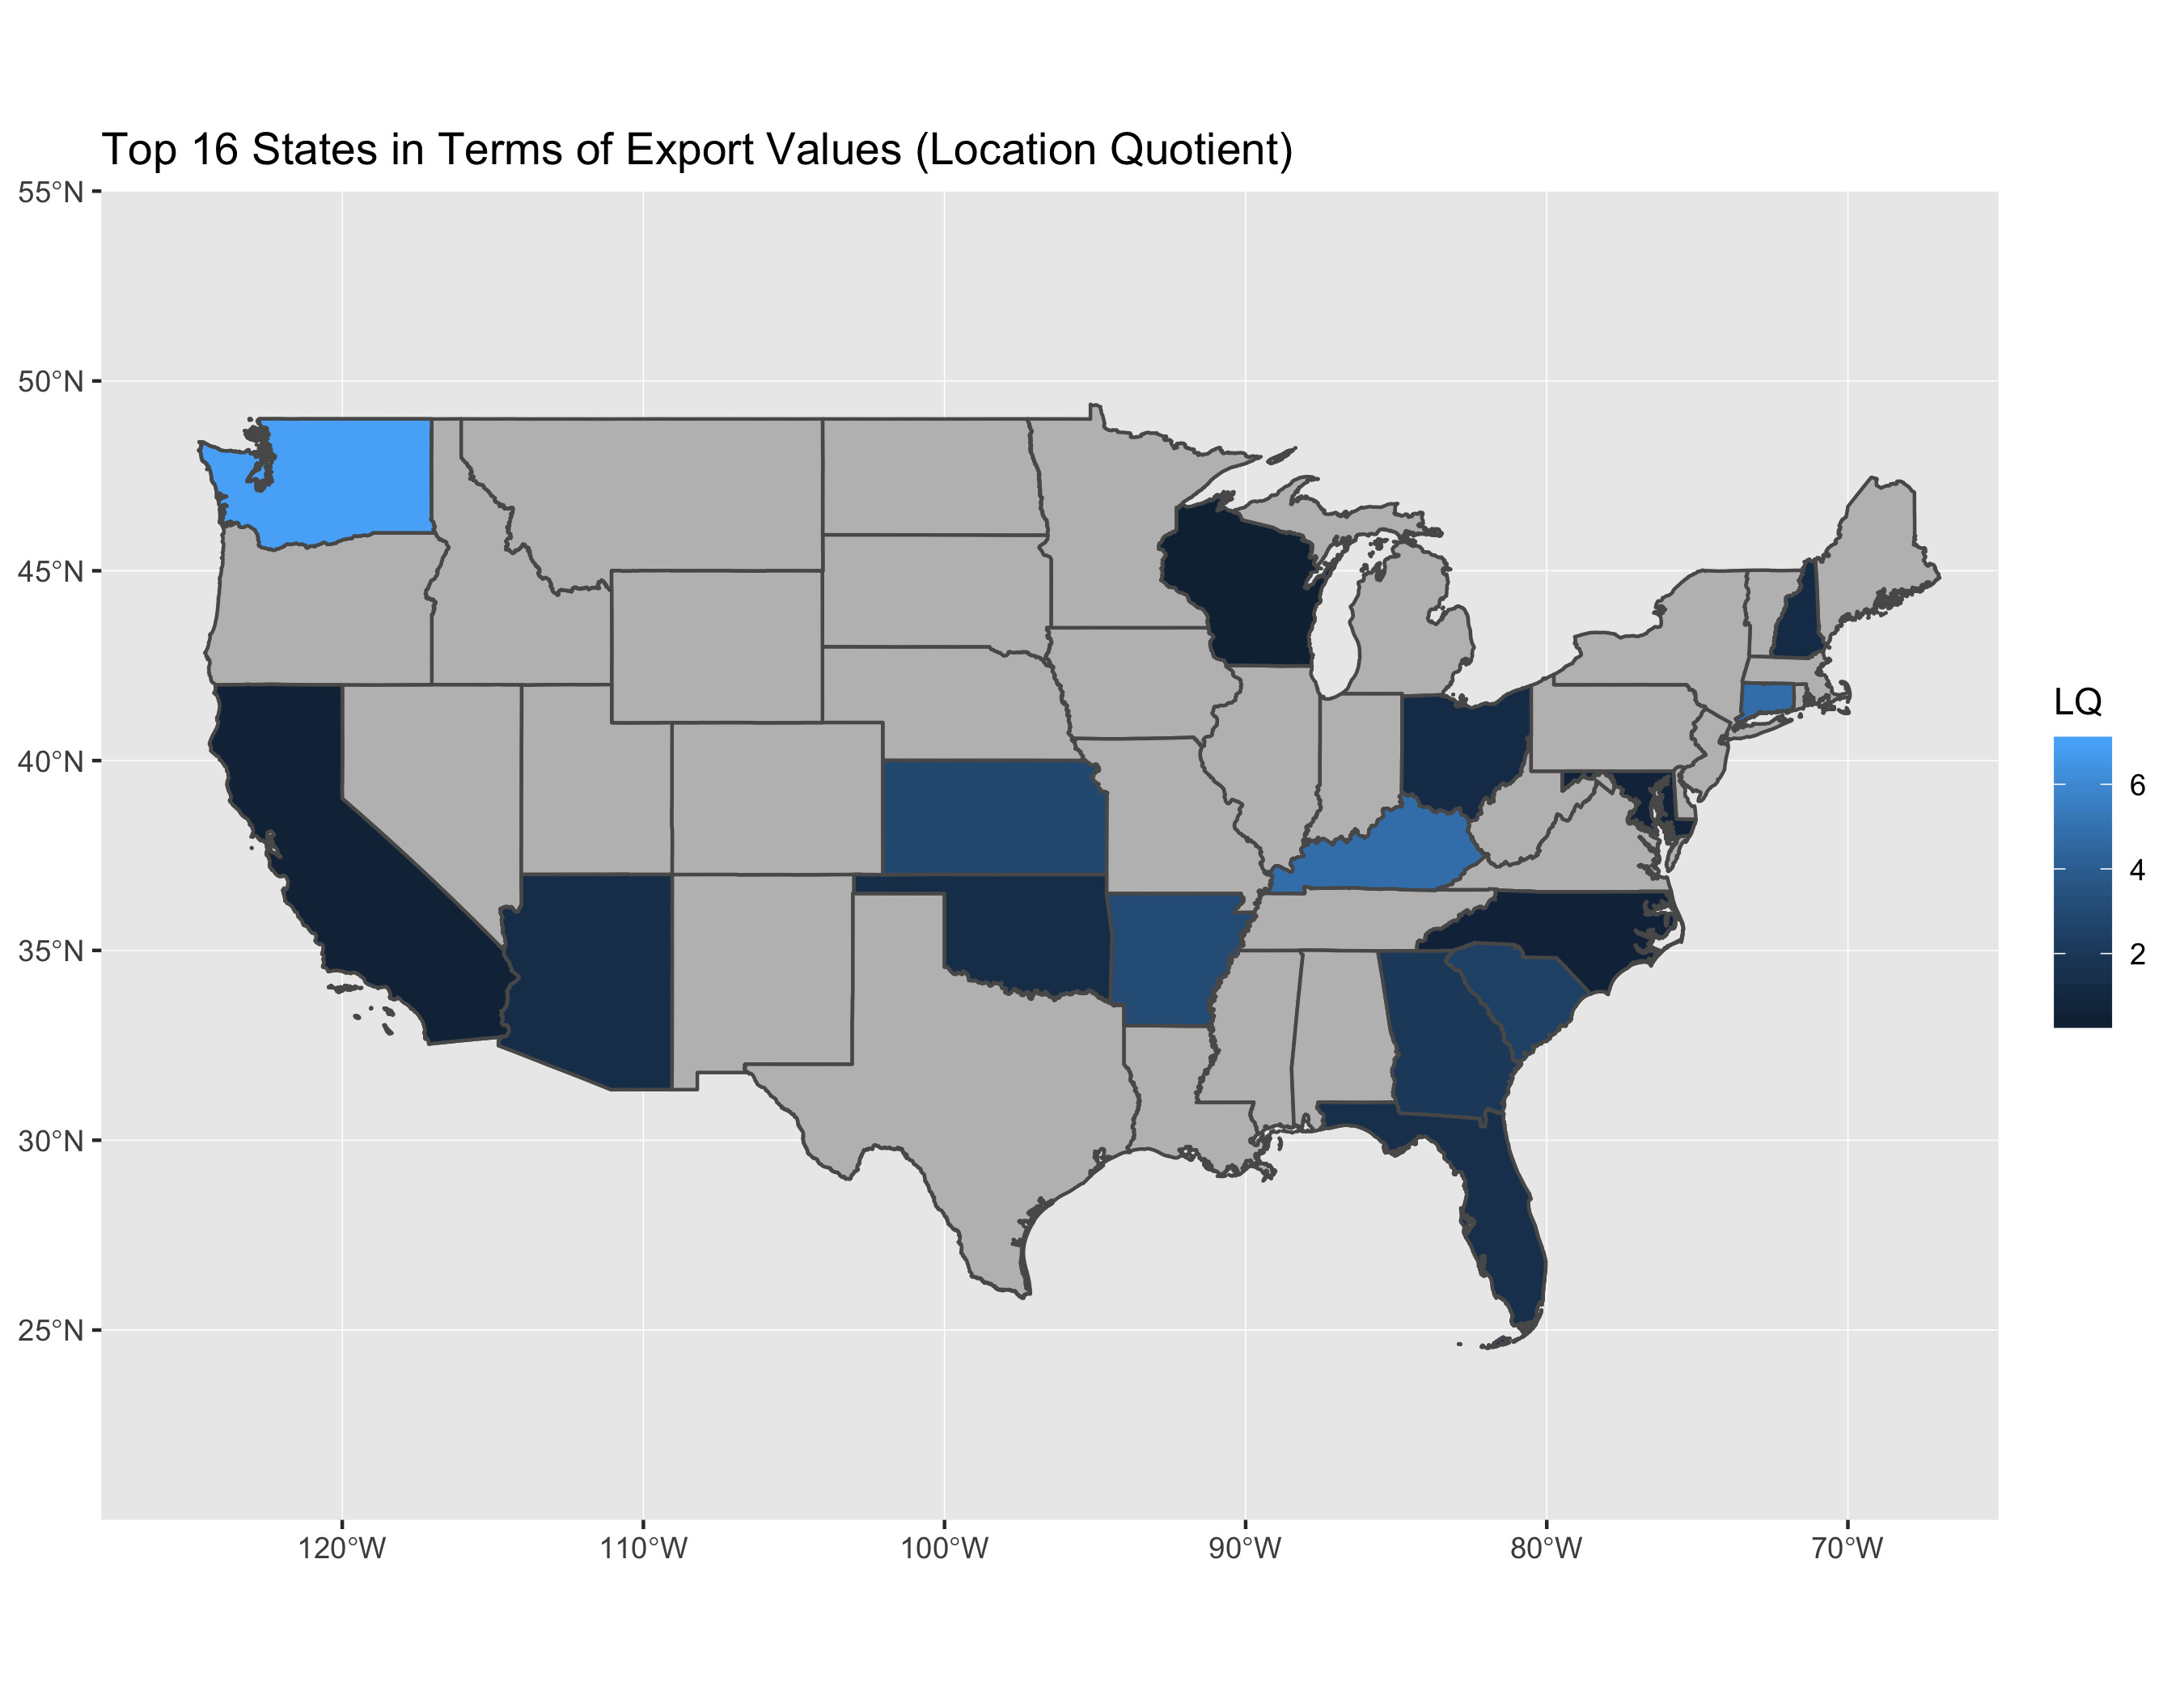 Top 16 States in Terms of Export Values (Location Quotient)
55°N
50°N
45°N
40°N
35°N
30°N
25°N
120°W
110°W
100°W
90°W
80°W
70°W
LQ
6
4
2